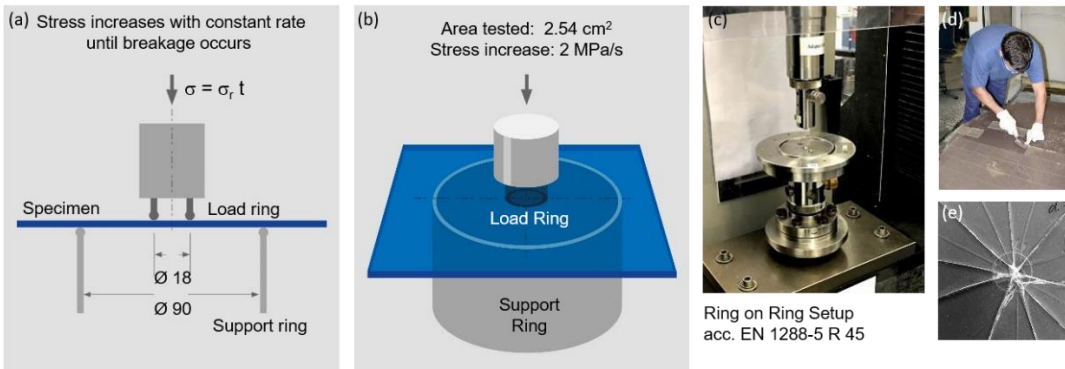 (a) Stress increases with constant rate
until breakage occurs
σ = σr t
Specimen
Load ring
Ø 18
Ø 90
Support ring
(b)
Area tested: 2.54 cm²
Stress increase: 2 MPa/s
Load Ring
Support
Ring
(c)
Ring on Ring Setup
acc. EN 1288-5 R 45
(d)
(e)